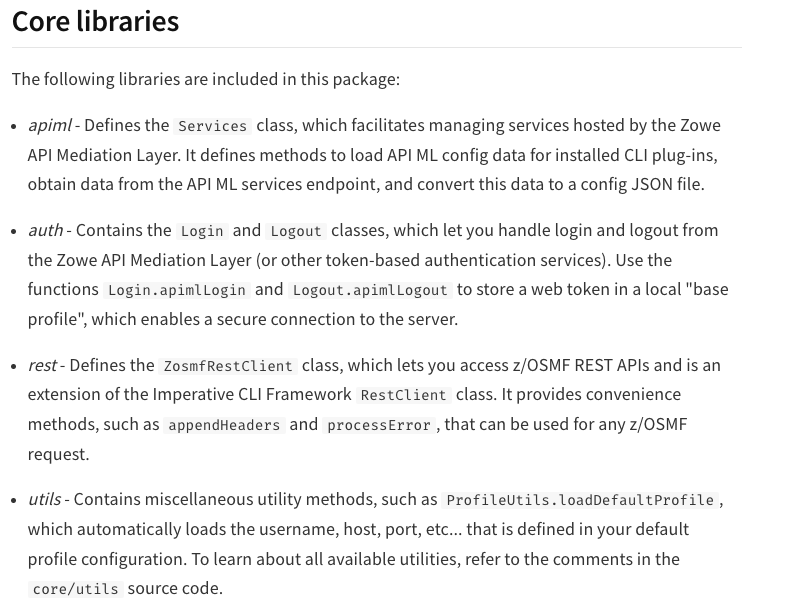 Core libraries
The following libraries are included in this package:
• apiml - Defines the Services class, which facilitates managing services hosted by the Zowe
API Mediation Layer. It defines methods to load API ML config data for installed CLI plug-ins,
obtain data from the API ML services endpoint, and convert this data to a config JSON file.
• auth - Contains the Login and Logout classes, which let you handle login and logout from
the Zowe API Mediation Layer (or other token-based authentication services). Use the
functions Login.apimlLogin and Logout.apimlLogout to store a web token in a local "base
profile", which enables a secure connection to the server.
• rest - Defines the ZosmfRestClient class, which lets you access z/OSMF REST APIs and is an
extension of the Imperative CLI Framework RestClient class. It provides convenience
methods, such as appendHeaders and processError, that can be used for any z/OSMF
request.
• utils - Contains miscellaneous utility methods, such as ProfileUtils.loadDefaultProfile,
which automatically loads the username, host, port, etc... that is defined in your default
profile configuration. To learn about all available utilities, refer to the comments in the
core/utils source code.